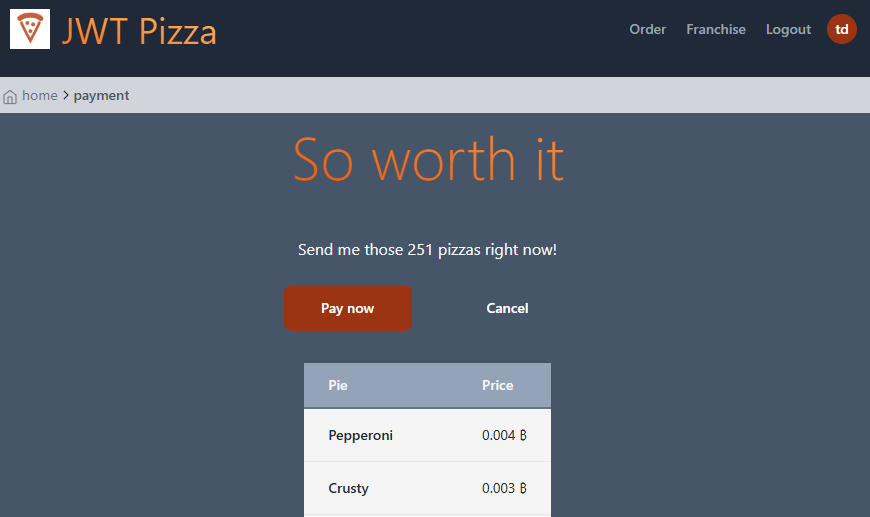 JWT Pizza
Order Franchise Logout td
home > payment
So worth it
Send me those 251 pizzas right now!
Pay now Cancel
Pie Price
Pepperoni 0.004 ₿
Crusty 0.003 ₿